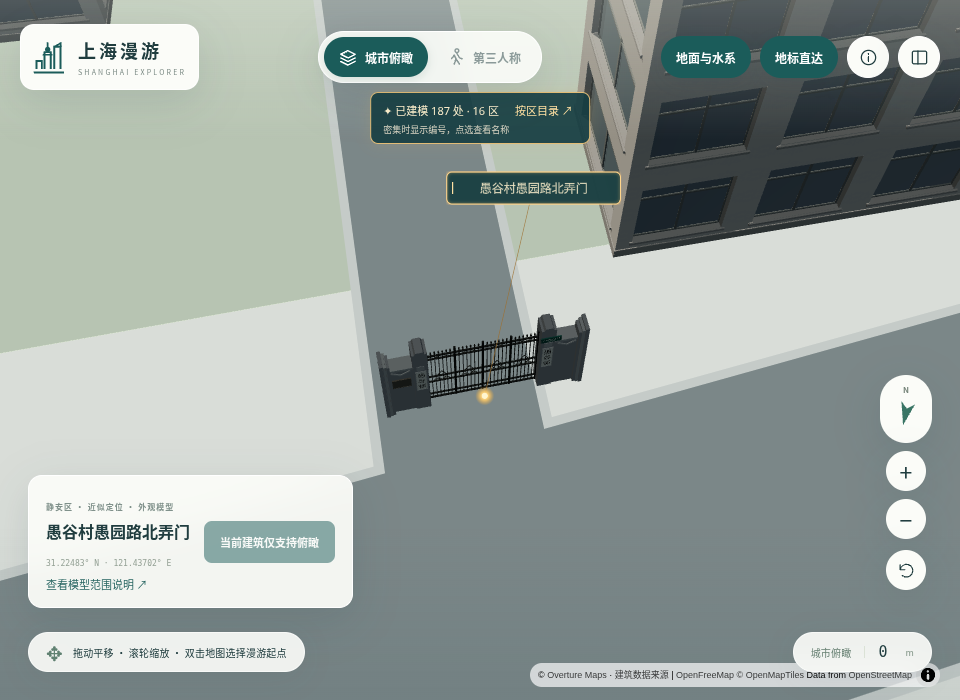 上海漫游
SHANGHAI EXPLORER
城市俯瞰
第三人称
地面与水系
地标直达
✦ 已建模 187 处 · 16 区 按区目录 ↗
密集时显示编号，点选查看名称
愚谷村愚园路北弄门
N
静安区 · 近似定位 · 外观模型
愚谷村愚园路北弄门
当前建筑仅支持俯瞰
31.22483° N · 121.43702° E
查看模型范围说明 ↗
拖动平移 · 滚轮缩放 · 双击地图选择漫游起点
城市俯瞰 0 m
© Overture Maps · 建筑数据来源 | OpenFreeMap © OpenMapTiles Data from OpenStreetMap